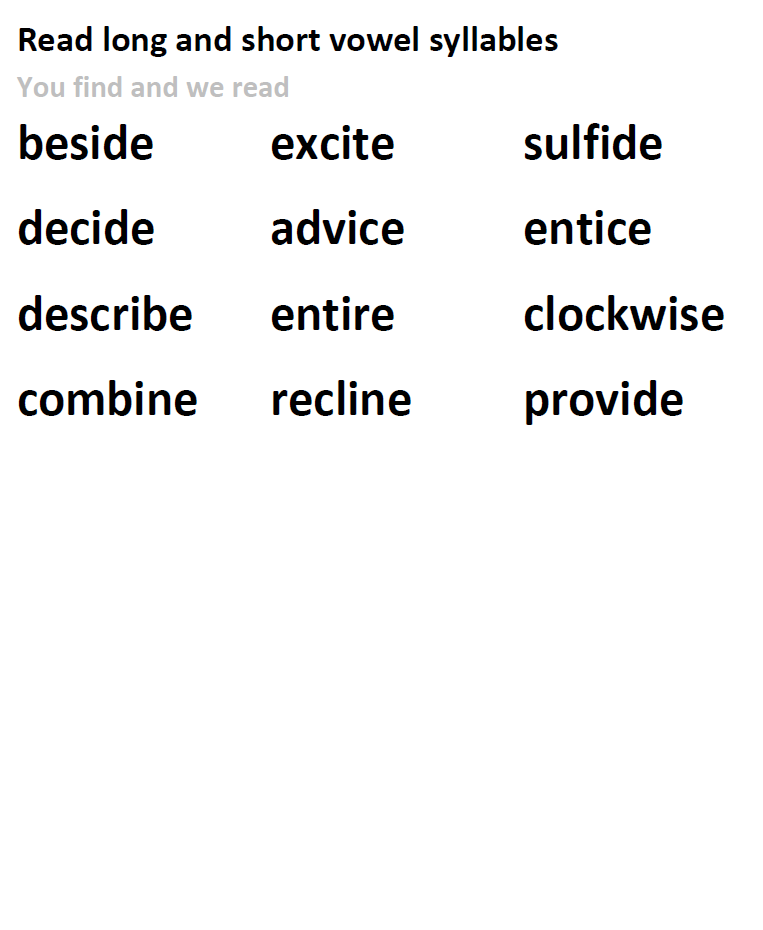 Read long and short vowel syllables
You find and we read
beside excite sulfide
decide advice entice
describe entire clockwise
combine recline provide